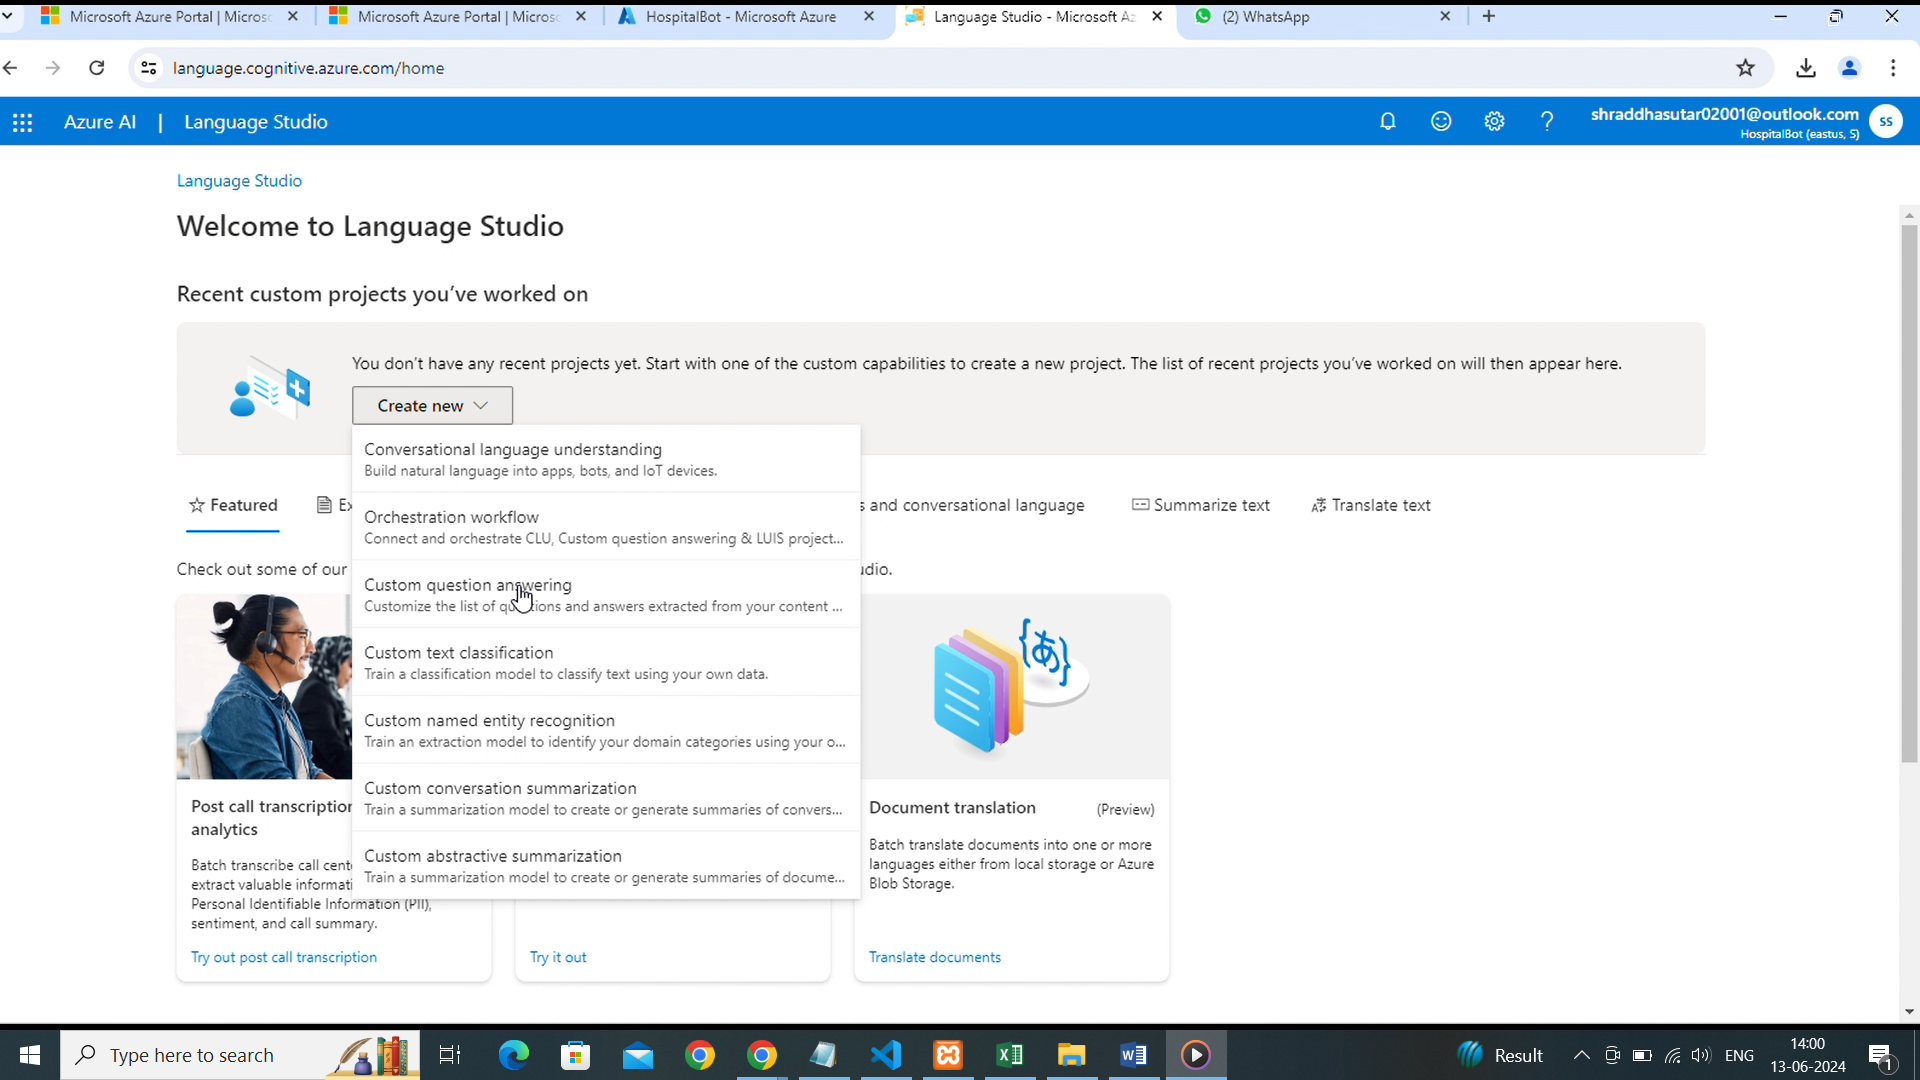 Microsoft Azure Portal | Micros
Microsoft Azure Portal | Micros
HospitalBot - Microsoft Azure
Language Studio - Microsoft Az
(2) WhatsApp
language.cognitive.azure.com/home
Azure AI | Language Studio
shraddhasutar02001@outlook.com
HospitalBot (eastus, S)
SS
Language Studio
Welcome to Language Studio
Recent custom projects you've worked on
You don't have any recent projects yet. Start with one of the custom capabilities to create a new project. The list of recent projects you've worked on will then appear here.
Create new
Conversational language understanding
Build natural language into apps, bots, and IoT devices.
Featured
Ex
s and conversational language
Summarize text
Translate text
Orchestration workflow
Connect and orchestrate CLU, Custom question answering & LUIS project...
Check out some of our
udio.
Custom question answering
Customize the list of questions and answers extracted from your content ...
Custom text classification
Train a classification model to classify text using your own data.
Custom named entity recognition
Train an extraction model to identify your domain categories using your o...
Custom conversation summarization
Train a summarization model to create or generate summaries of convers...
Custom abstractive summarization
Train a summarization model to create or generate summaries of docume...
{あ}
Post call transcription
analytics
Batch transcribe call cente
extract valuable informati
Personal Identifiable Information (PII),
sentiment, and call summary.
Try out post call transcription
Try it out
Document translation (Preview)
Batch translate documents into one or more
languages either from local storage or Azure
Blob Storage.
Translate documents
Type here to search
Result
ENG
14:00
13-06-2024
1